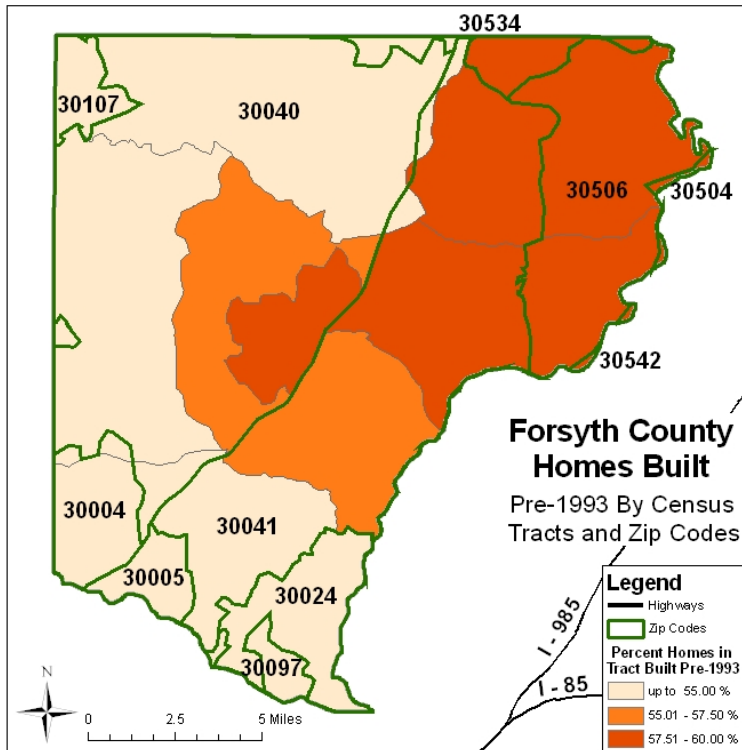 30534
30107
30040
30506
30504
30542
Forsyth County
Homes Built
Pre-1993 By Census
Tracts and Zip Codes
30004
30041
30005
30024
30097
I - 985
I - 85
Legend
Highways
Zip Codes
Percent Homes in
Tract Built Pre-1993
up to 55.00 %
55.01 - 57.50 %
57.51 - 60.00 %
N
0 2.5 5 Miles